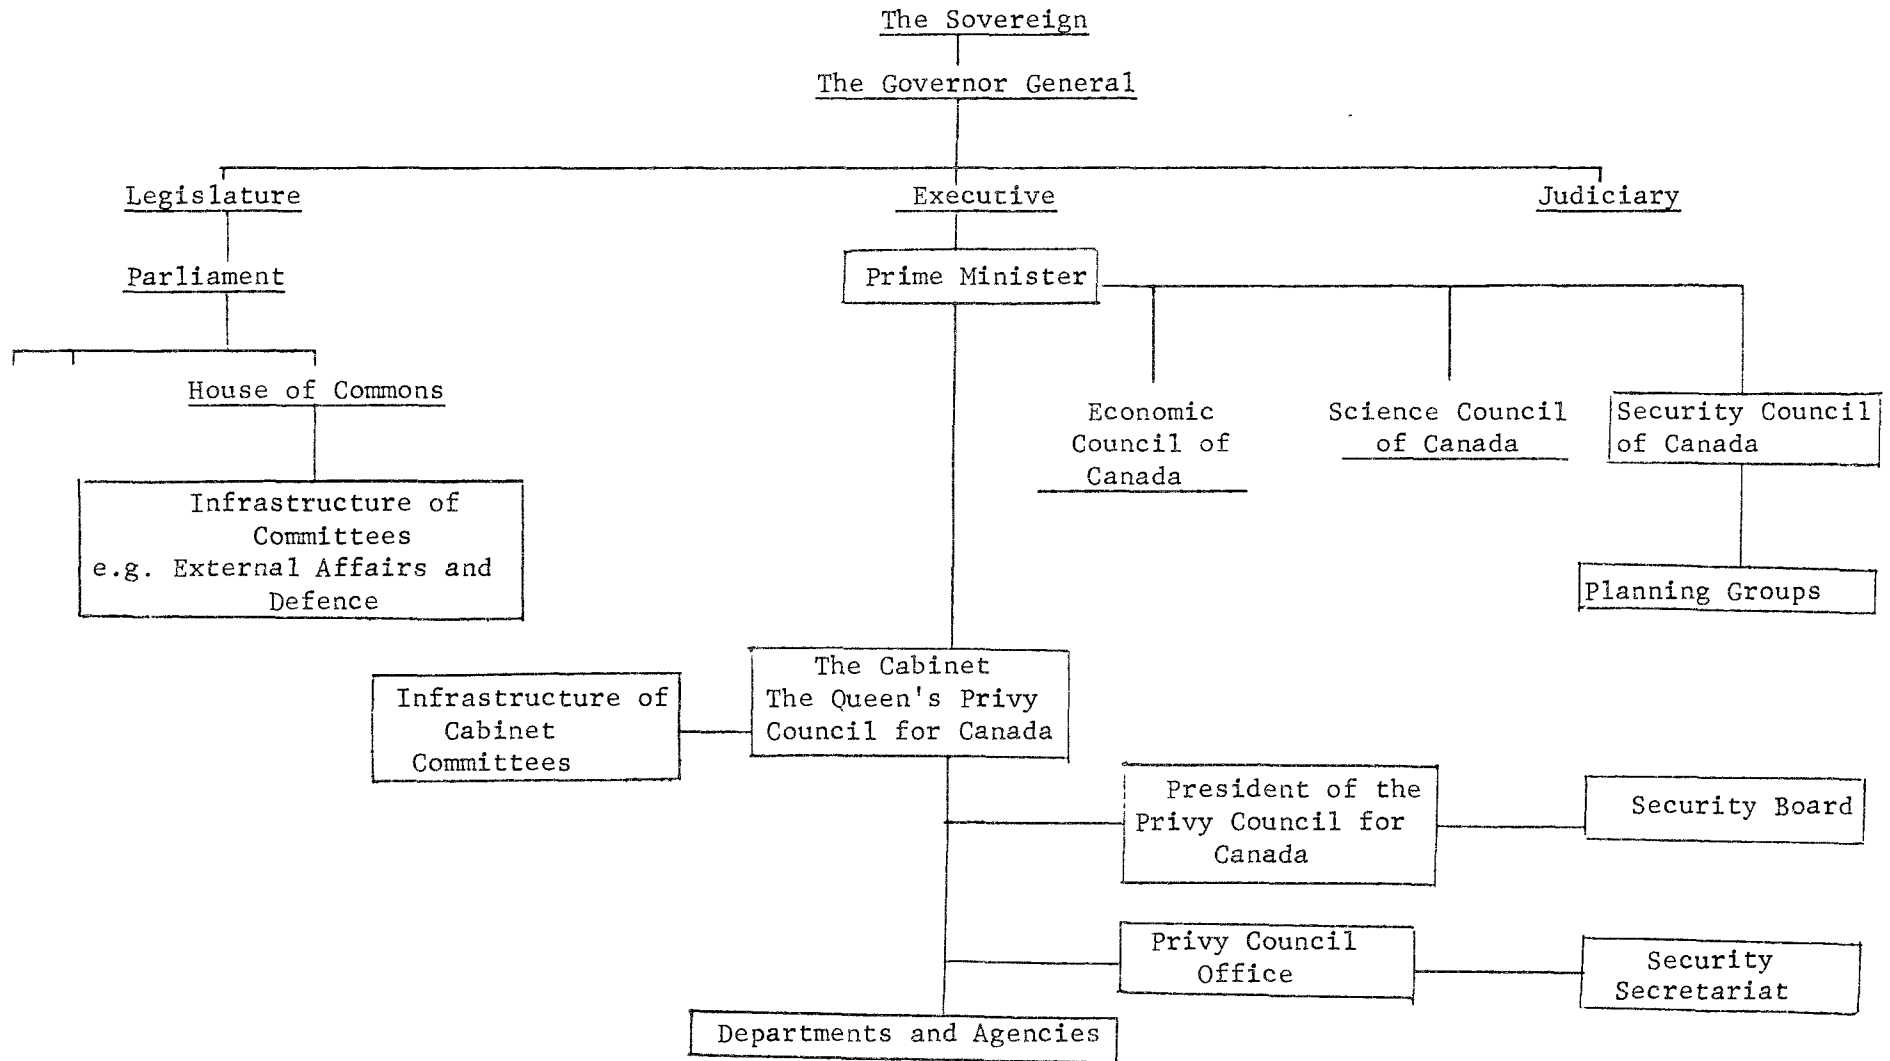 The Sovereign
The Governor General
Legislature
Executive
Judiciary
Parliament
Prime Minister
House of Commons
Economic
Council of
Canada
Science Council
of Canada
Security Council
of Canada
Infrastructure of
Committees
e.g. External Affairs and
Defence
Planning Groups
Infrastructure of
Cabinet
Committees
The Cabinet
The Queen's Privy
Council for Canada
President of the
Privy Council for
Canada
Security Board
Privy Council
Office
Security
Secretariat
Departments and Agencies